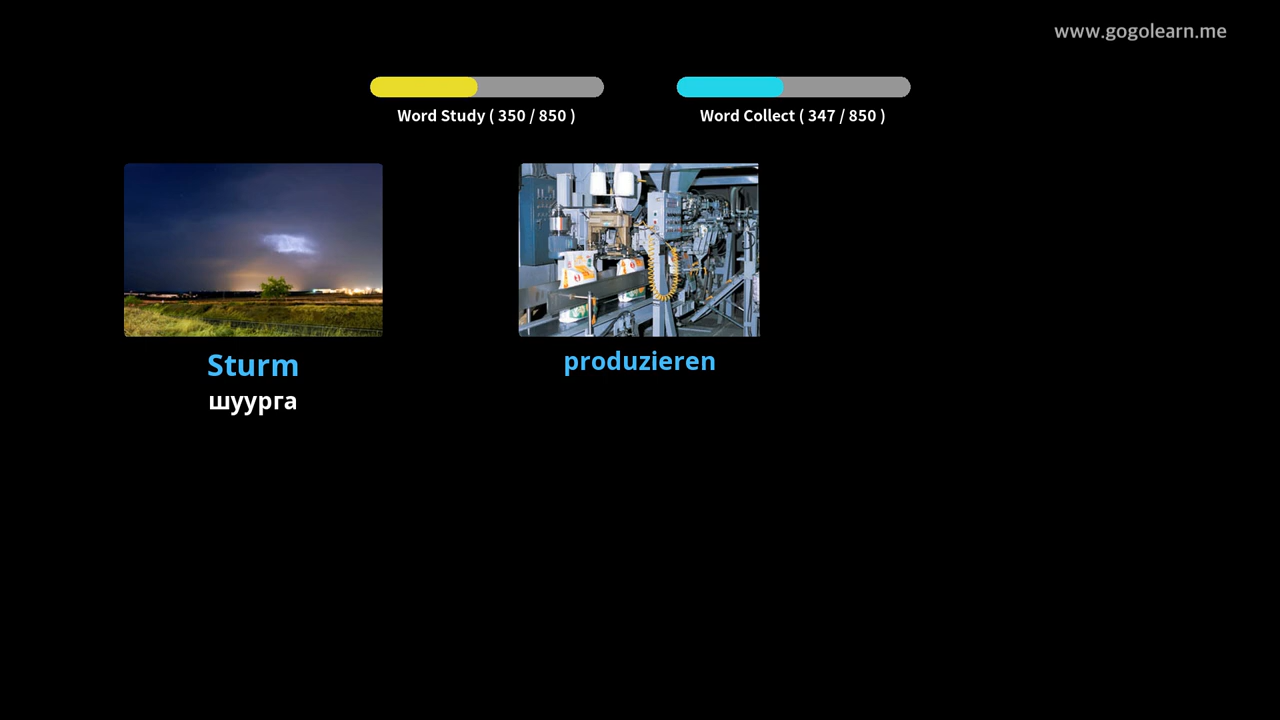 www.gogolearn.me
Word Study ( 350 / 850 )
Word Collect ( 347 / 850 )
Sturm
шуурга
produzieren